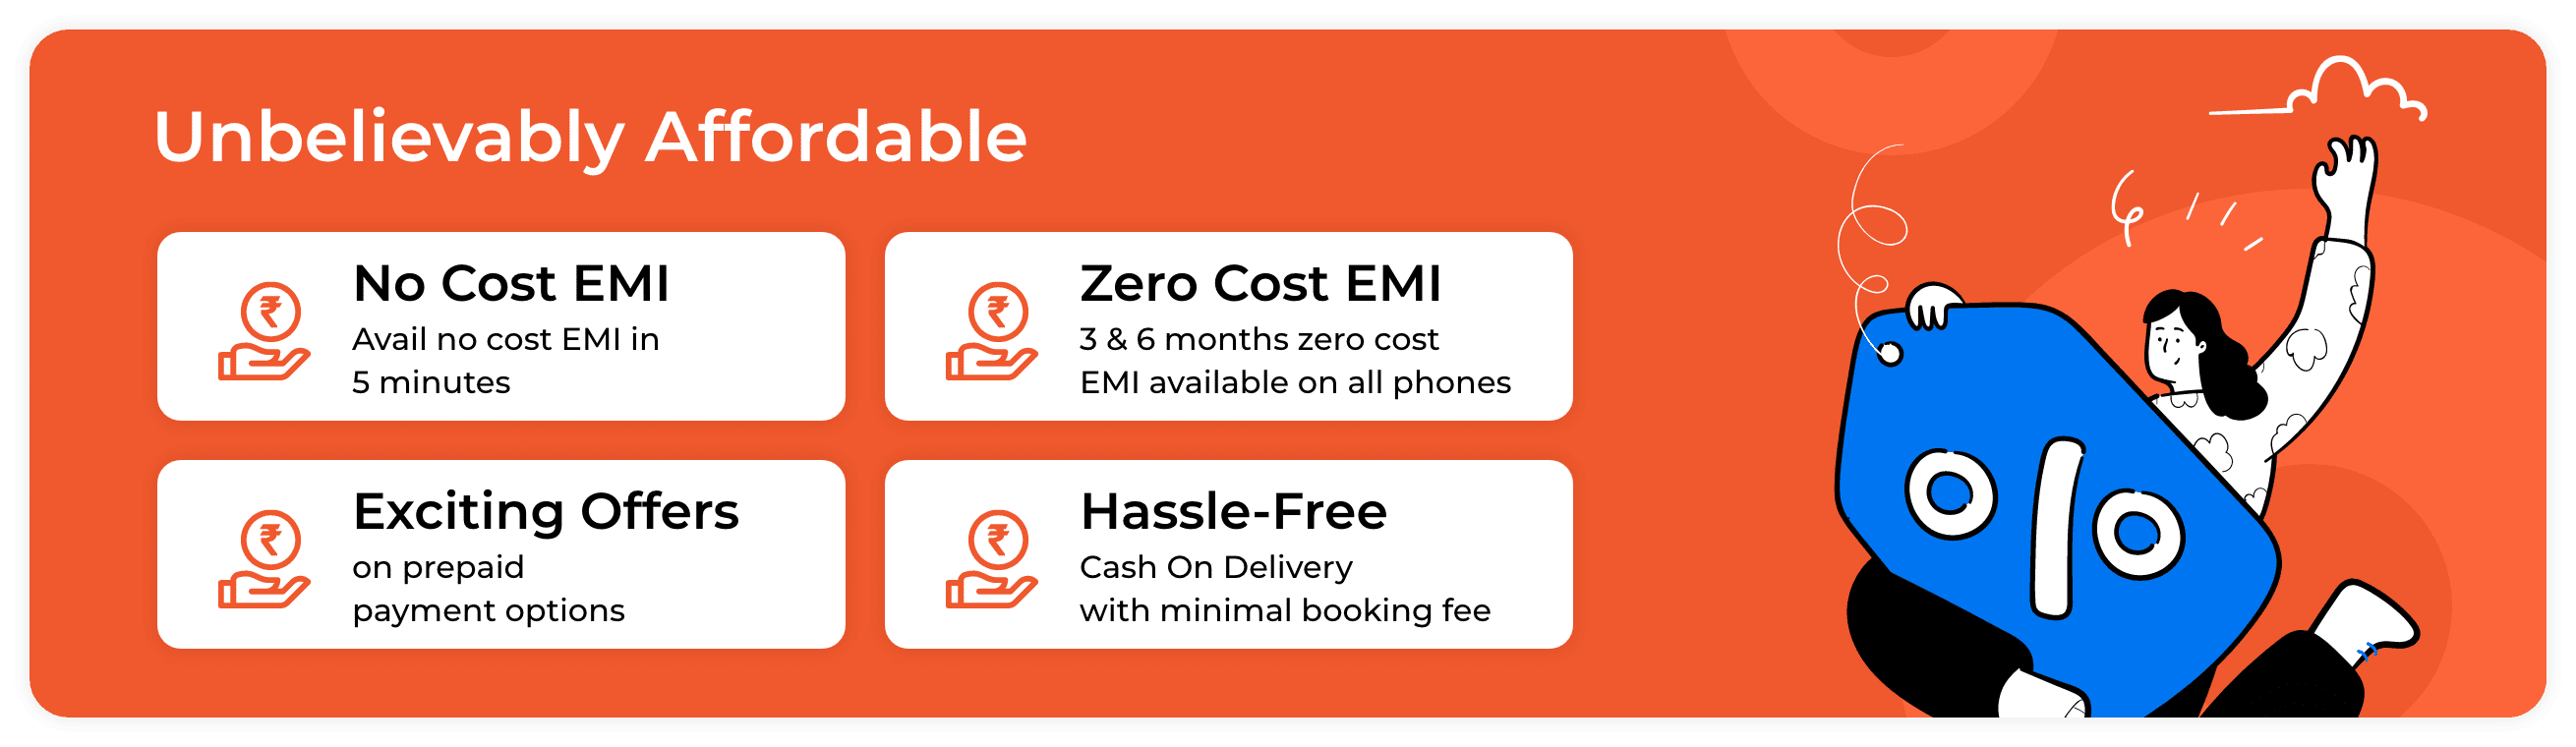 Unbelievably Affordable
No Cost EMI
Avail no cost EMI in
5 minutes
Zero Cost EMI
3 & 6 months zero cost
EMI available on all phones
Exciting Offers
on prepaid
payment options
Hassle-Free
Cash On Delivery
with minimal booking fee